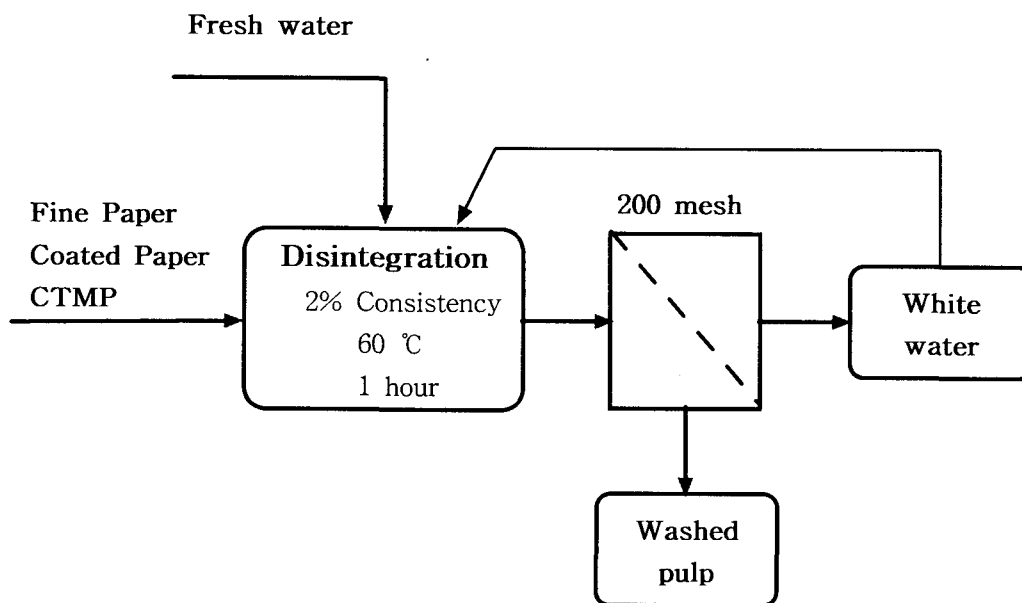 Fresh water
Fine Paper
Coated Paper
CTMP
Disintegration
2% Consistency
60 ℃
1 hour
200 mesh
White
water
Washed
pulp